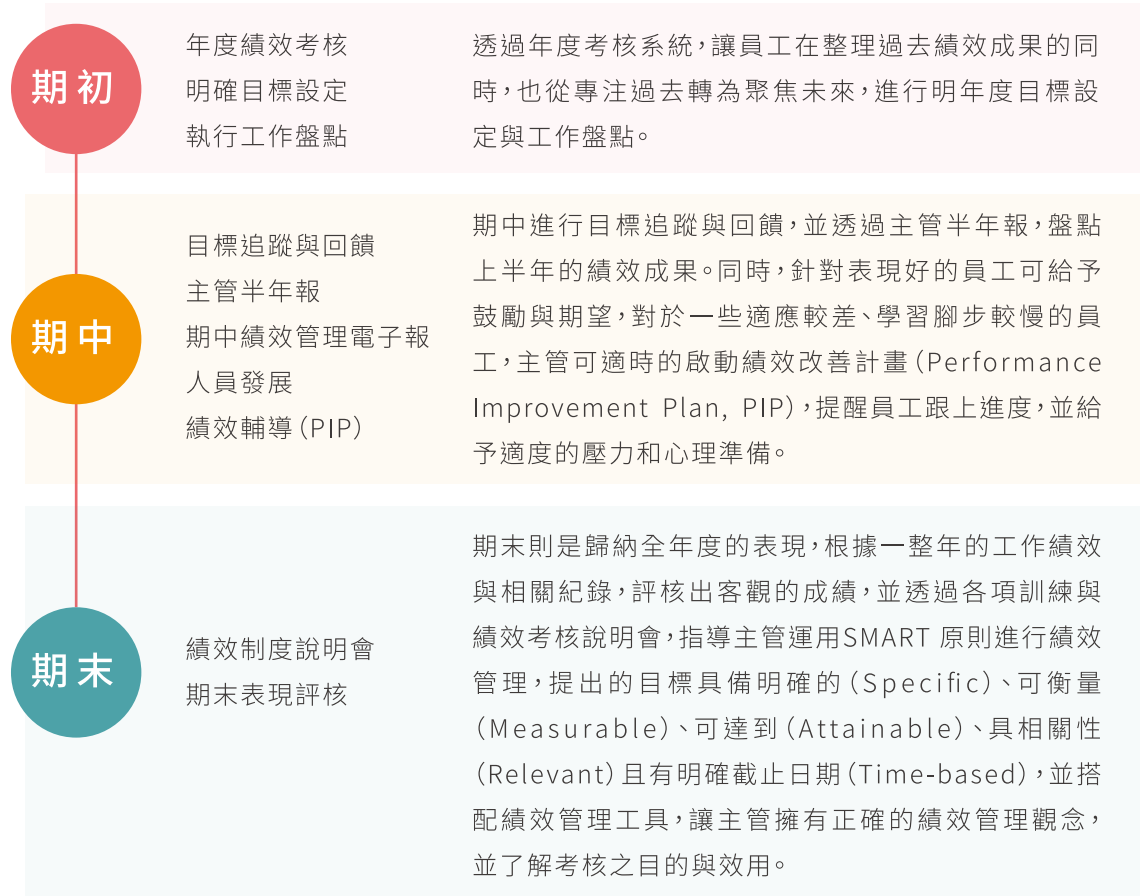 期初
年度績效考核
明確目標設定
執行工作盤點
透過年度考核系統,讓員工在整理過去績效成果的同
時,也從專注過去轉為聚焦未來,進行明年度目標設
定與工作盤點。
期中
目標追蹤與回饋
主管半年報
期中績效管理電子報
人員發展
績效輔導(PIP)
期中進行目標追蹤與回饋,並透過主管半年報,盤點
上半年的績效成果。同時,針對表現好的員工可給予
鼓勵與期望,對於一些適應較差、學習腳步較慢的員
工,主管可適時的啟動績效改善計畫(Performance
Improvement Plan, PIP),提醒員工跟上進度,並給
予適度的壓力和心理準備。
期末
績效制度說明會
期末表現評核
期末則是歸納全年度的表現,根據一整年的工作績效
與相關紀錄,評核出客觀的成績,並透過各項訓練與
績效考核說明會,指導主管運用SMART 原則進行績效
管理,提出的目標具備明確的(Specific)、可衡量
(Measurable)、可達到(Attainable)、具相關性
(Relevant)且有明確截止日期(Time-based),並搭
配績效管理工具,讓主管擁有正確的績效管理觀念,
並了解考核之目的與效用。